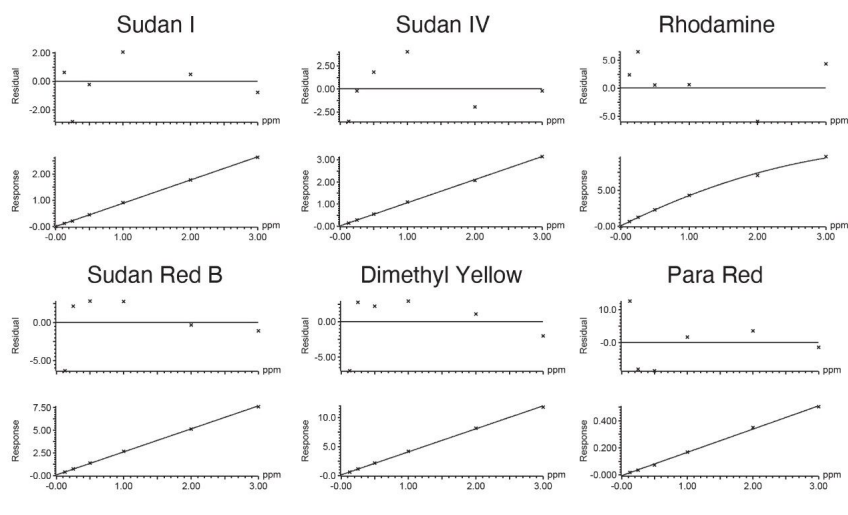 Sudan I
Sudan IV
Rhodamine
Residual
2.00
0.00
-2.00
ppm
Residual
2.50
0.00
-2.50
ppm
Residual
5.0
0.0
-5.0
ppm
Response
2.00
1.00
-0.00
-0.00 1.00 2.00 3.00
ppm
Response
3.00
2.00
1.00
-0.00
-0.00 1.00 2.00 3.00
ppm
Response
5.00
-0.00
-0.00 1.00 2.00 3.00
ppm
Sudan Red B
Dimethyl Yellow
Para Red
Residual
0.00
-5.00
ppm
Residual
0.00
-5.00
ppm
Residual
10.0
-0.0
ppm
Response
7.50
5.00
2.50
-0.00
-0.00 1.00 2.00 3.00
ppm
Response
10.0
5.0
-0.0
-0.00 1.00 2.00 3.00
ppm
Response
0.400
0.200
-0.000
-0.00 1.00 2.00 3.00
ppm